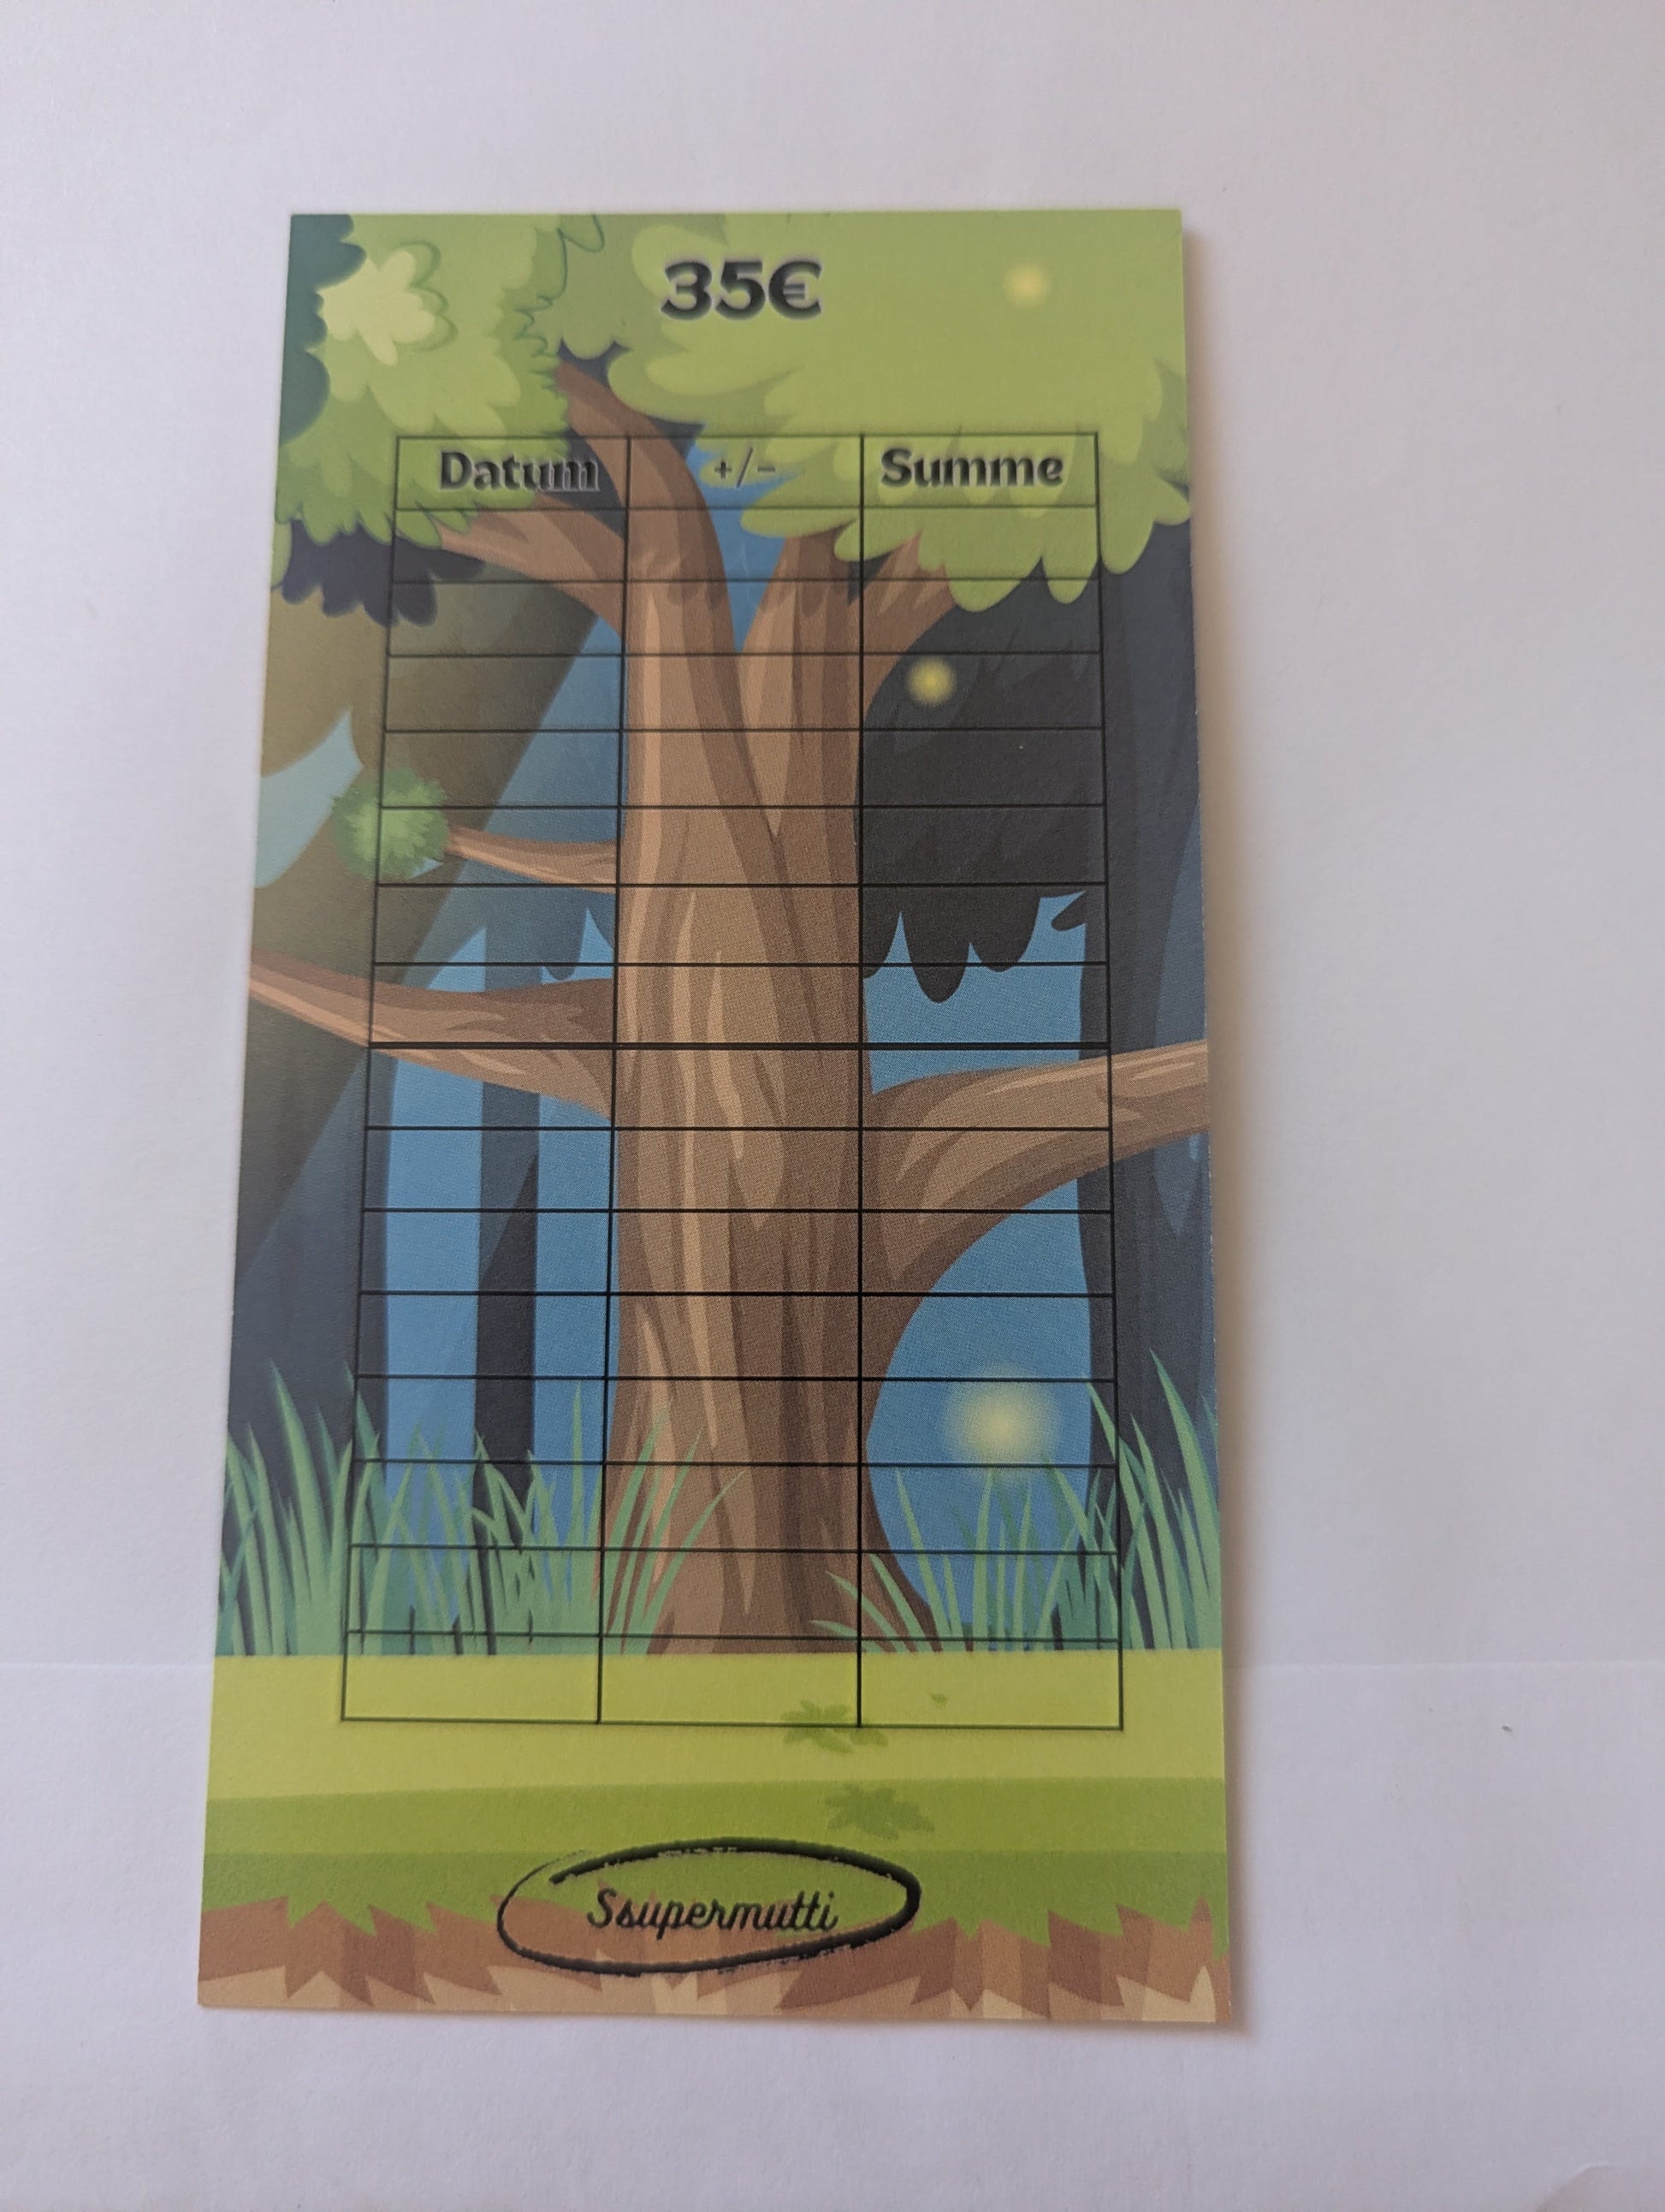 35€
Datum +/- Summe
Ssupermutti